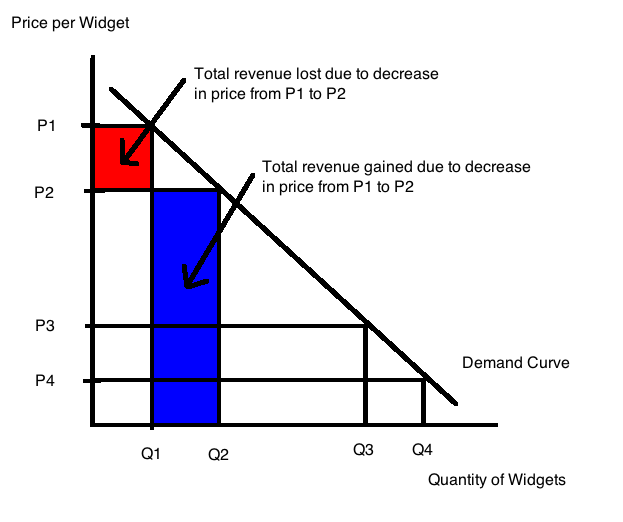 Price per Widget
Total revenue lost due to decrease
in price from P1 to P2
P1
Total revenue gained due to decrease
in price from P1 to P2
P2
P3
Demand Curve
P4
Q1
Q2
Q3
Q4
Quantity of Widgets